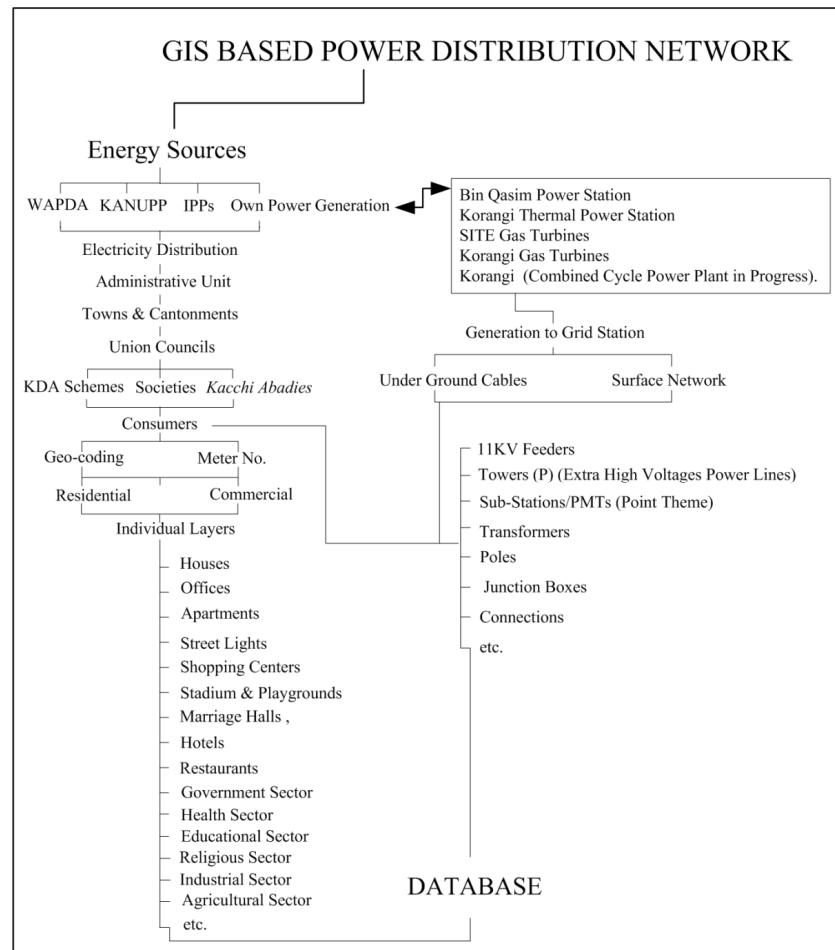 GIS BASED POWER DISTRIBUTION NETWORK
Energy Sources
WAPDA KANUPP IPPs Own Power Generation
Electricity Distribution
Administrative Unit
Towns & Cantonments
Union Councils
KDA Schemes Societies Kacchi Abadies
Consumers
Geo-coding Meter No.
Residential Commercial
Individual Layers
Houses
Offices
Apartments
Street Lights
Shopping Centers
Stadium & Playgrounds
Marriage Halls ,
Hotels
Restaurants
Government Sector
Health Sector
Educational Sector
Religious Sector
Industrial Sector
Agricultural Sector
etc.
Bin Qasim Power Station
Korangi Thermal Power Station
SITE Gas Turbines
Korangi Gas Turbines
Korangi (Combined Cycle Power Plant in Progress).
Generation to Grid Station
Under Ground Cables Surface Network
11KV Feeders
Towers (P) (Extra High Voltages Power Lines)
Sub-Stations/PMTs (Point Theme)
Transformers
Poles
Junction Boxes
Connections
etc.
DATABASE